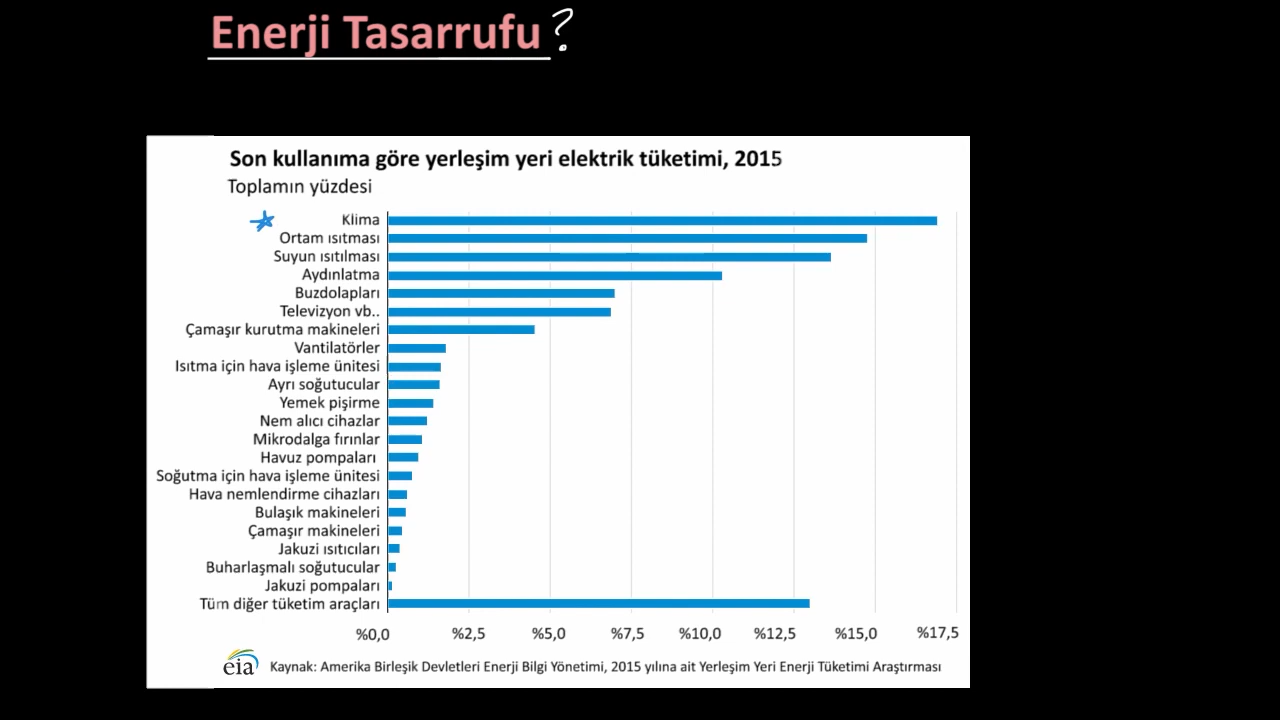 Enerji Tasarrufu?
Son kullanıma göre yerleşim yeri elektrik tüketimi, 2015
Toplamın yüzdesi
Klima
Ortam ısıtması
Suyun ısıtılması
Aydınlatma
Buzdolapları
Televizyon vb..
Çamaşır kurutma makineleri
Vantilatörler
Isıtma için hava işleme ünitesi
Ayrı soğutucular
Yemek pişirme
Nem alıcı cihazlar
Mikrodalga fırınlar
Havuz pompaları
Soğutma için hava işleme ünitesi
Hava nemlendirme cihazları
Bulaşık makineleri
Çamaşır makineleri
Jakuzi ısıtıcıları
Buharlaşmalı soğutucular
Jakuzi pompaları
Tüm diğer tüketim araçları
%0,0 %2,5 %5,0 %7,5 %10,0 %12,5 %15,0 %17,5
eia Kaynak: Amerika Birleşik Devletleri Enerji Bilgi Yönetimi, 2015 yılına ait Yerleşim Yeri Enerji Tüketimi Araştırması